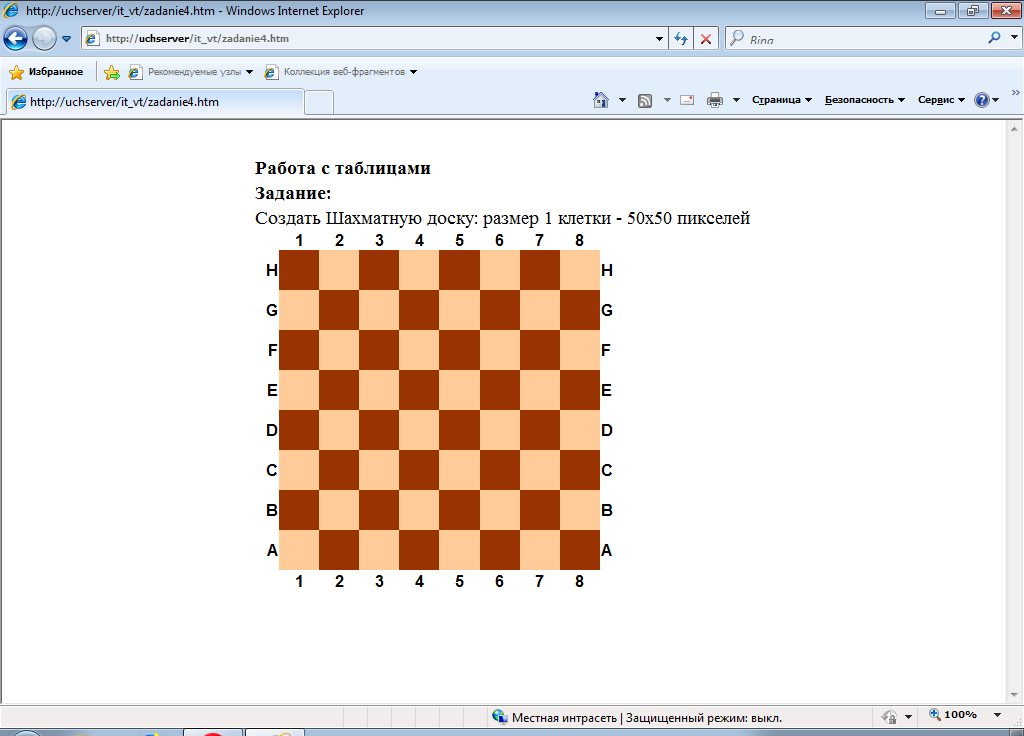 http://uchserver/it_vt/zadanie4.htm - Windows Internet Explorer
http://uchserver/it_vt/zadanie4.htm
Bing
Избранное
Рекомендуемые узлы
Коллекция веб-фрагментов
http://uchserver/it_vt/zadanie4.htm
Страница
Безопасность
Сервис
Работа с таблицами
Задание:
Создать Шахматную доску: размер 1 клетки - 50x50 пикселей
1 2 3 4 5 6 7 8
H H
G G
F F
E E
D D
C C
B B
A A
1 2 3 4 5 6 7 8
Местная интрасеть | Защищенный режим: выкл.
100%